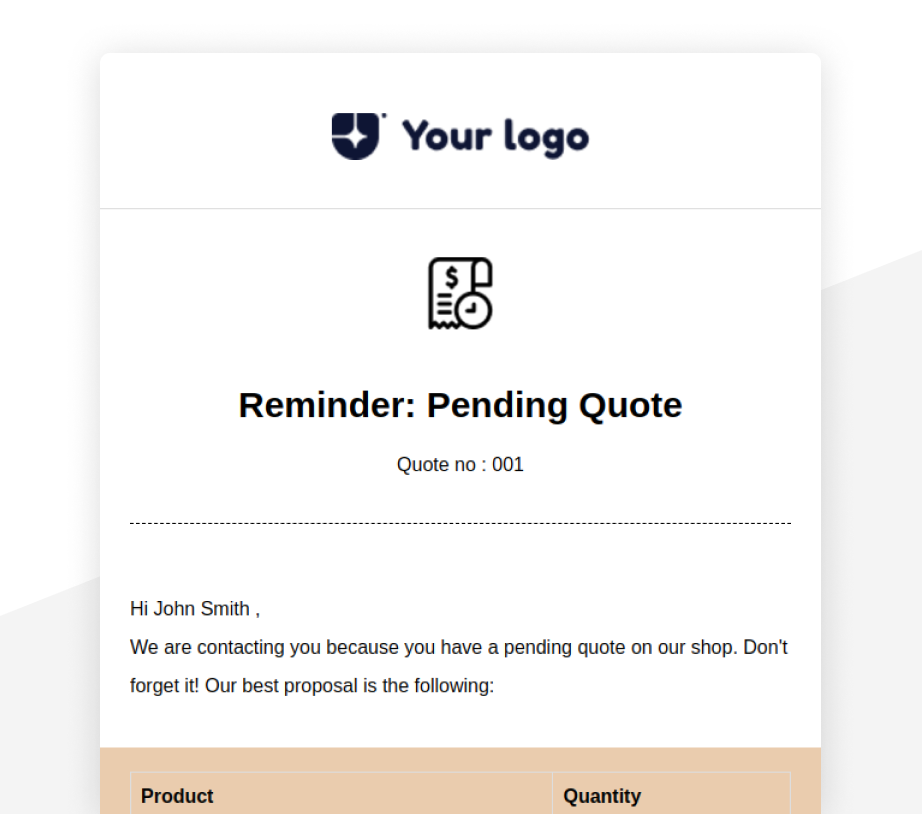 Your logo
$
Reminder: Pending Quote
Quote no : 001
Hi John Smith ,
We are contacting you because you have a pending quote on our shop. Don't
forget it! Our best proposal is the following:
Product Quantity